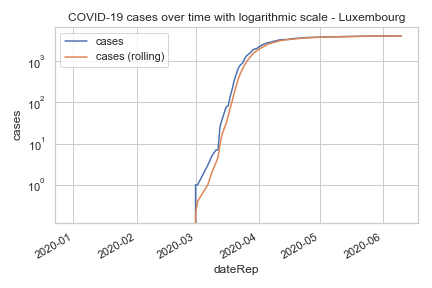 COVID-19 cases over time with logarithmic scale - Luxembourg
cases
cases (rolling)
10³
10²
10¹
10⁰
cases
2020-01
2020-02
2020-03
2020-04
2020-05
2020-06
dateRep